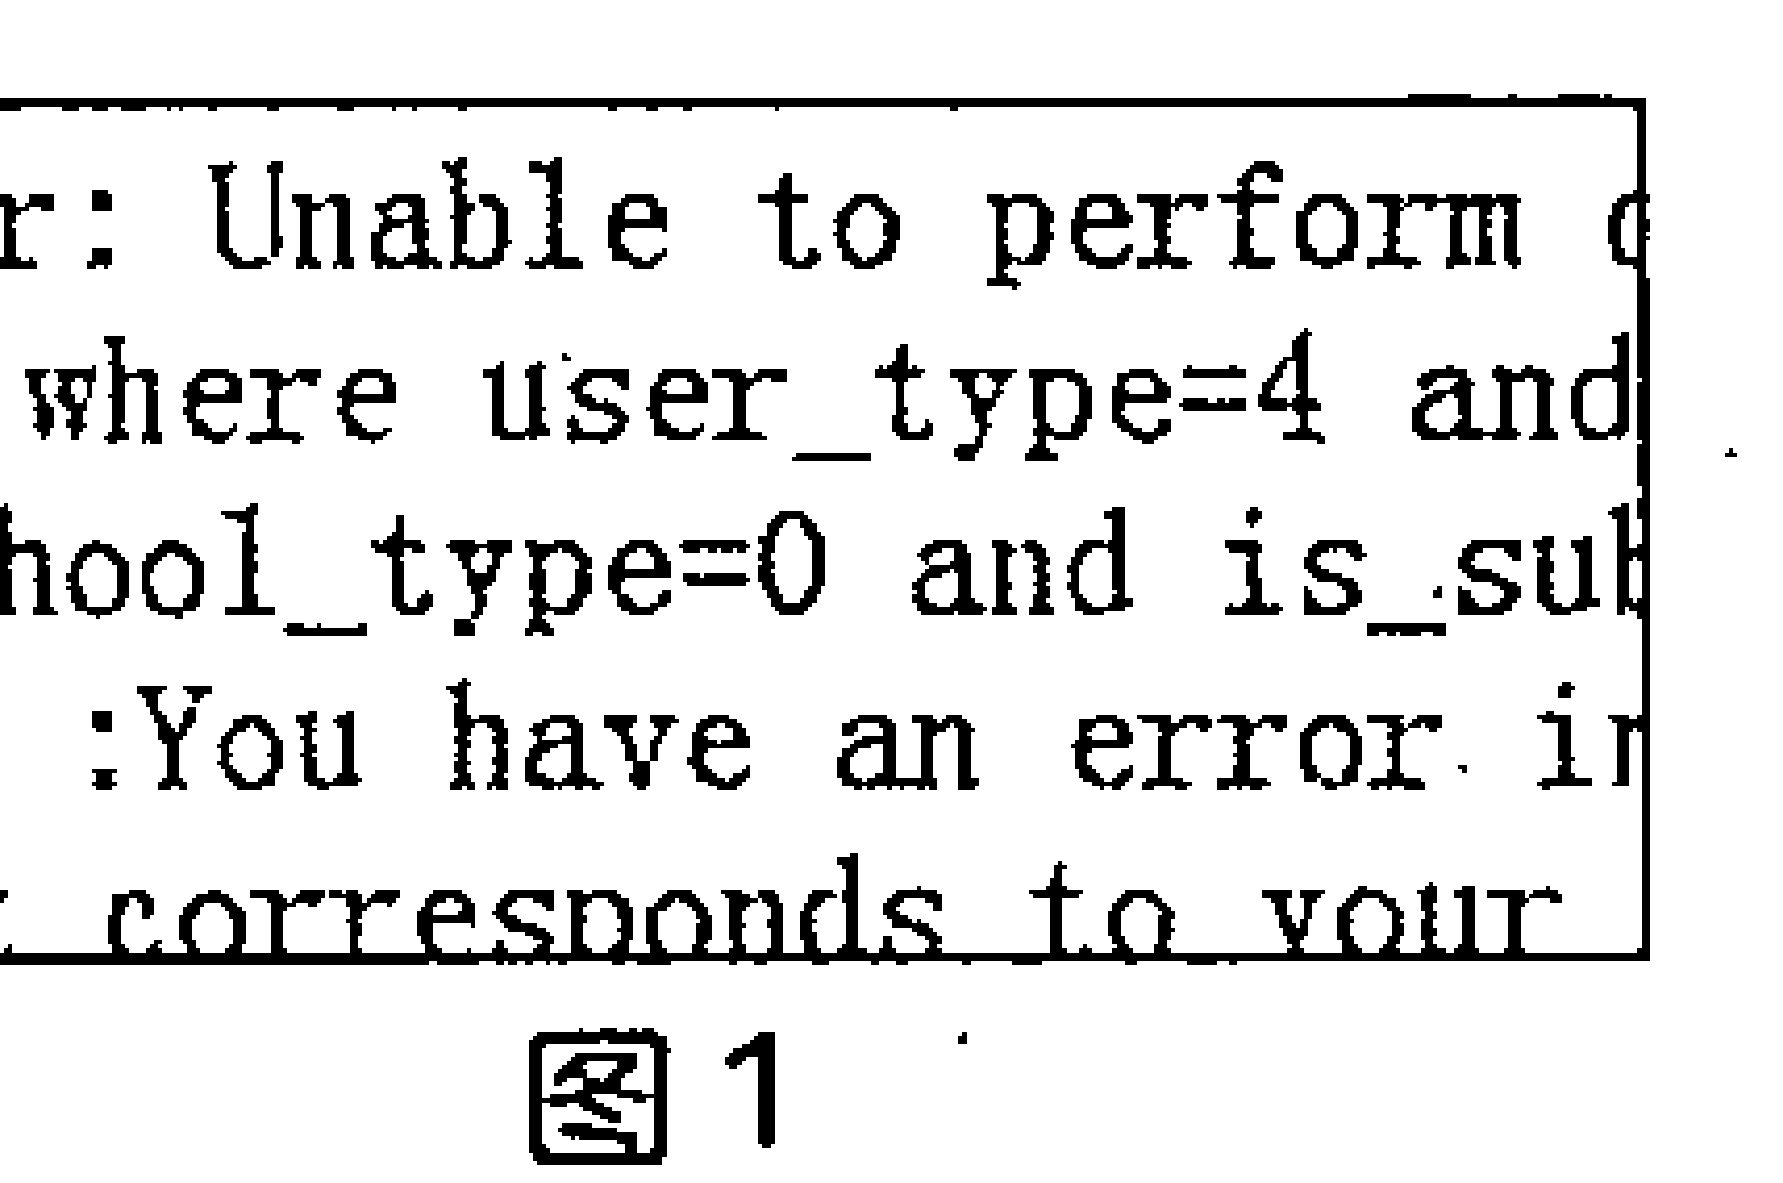 r: Unable to perform
where user_type=4 and
hool_type=0 and is_sub
:You have an error in
corresponds to your
图 1